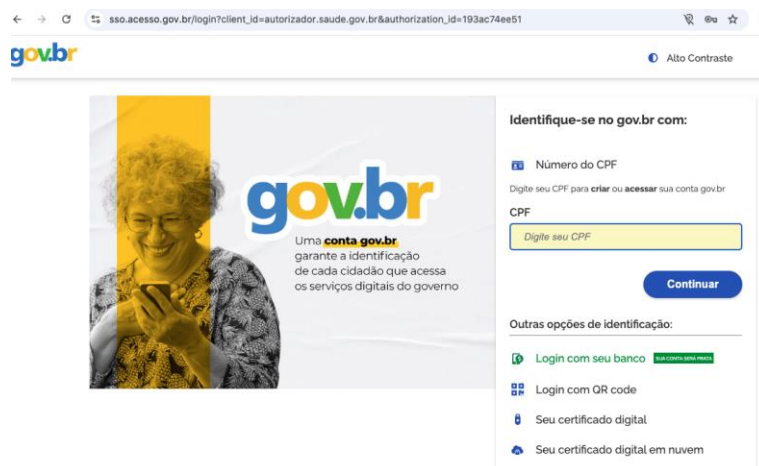 sso.acesso.gov.br/login?client_id=autorizador.saude.gov.br&authorization_id=193ac74ee51
gov.br
Alto Contraste
gov.br
Uma conta gov.br
garante a identificação
de cada cidadão que acessa
os serviços digitais do governo
Identifique-se no gov.br com:
Número do CPF
Digite seu CPF para criar ou acessar sua conta gov.br
CPF
Digite seu CPF
Continuar
Outras opções de identificação:
Login com seu banco SUA CONTA SERÁ PRATA
Login com QR code
Seu certificado digital
Seu certificado digital em nuvem